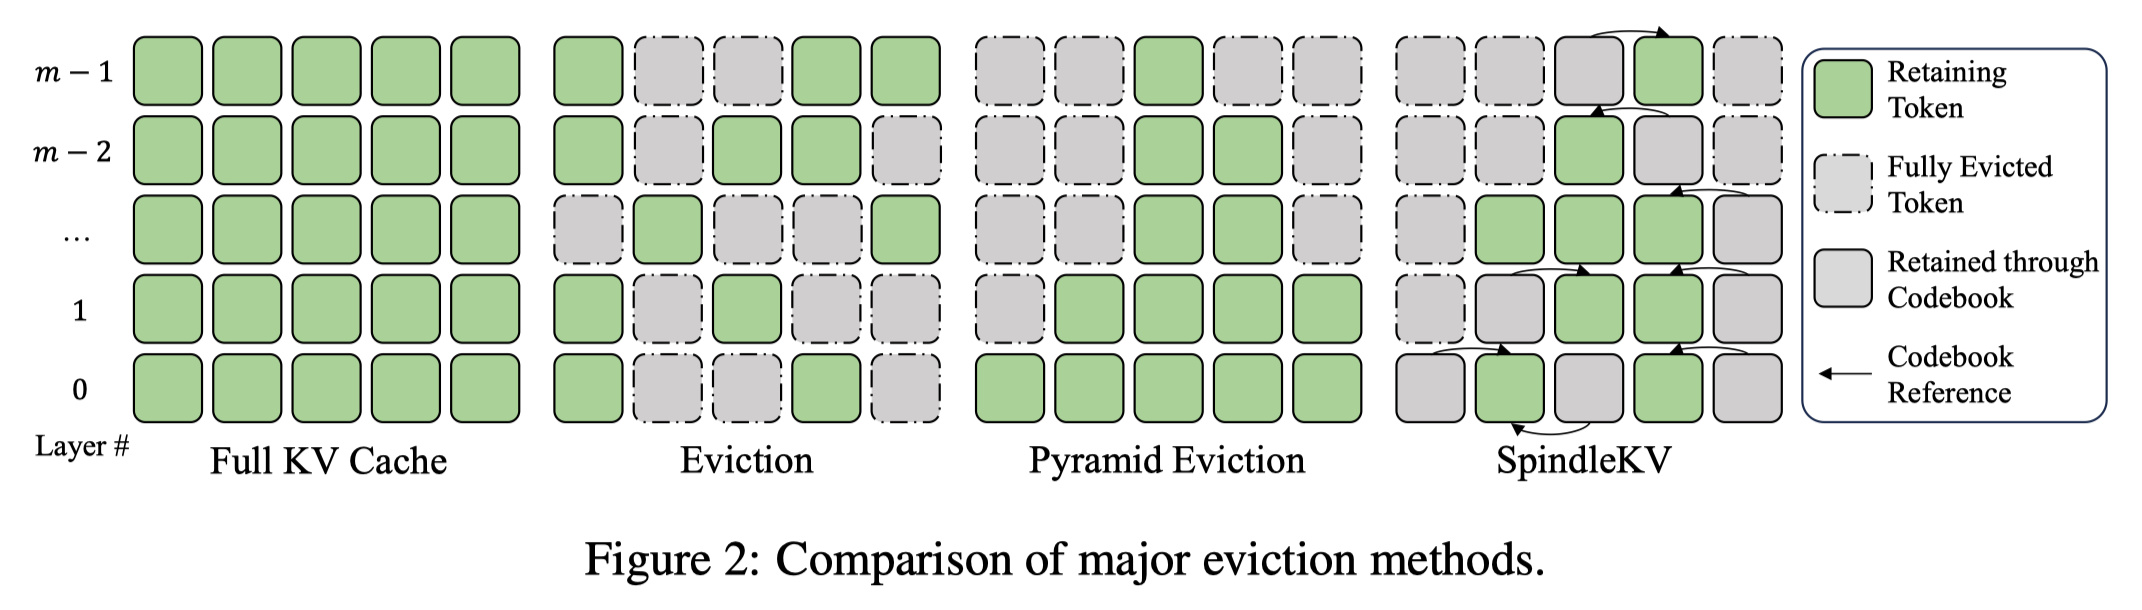 m − 1
m − 2
...
1
0
Layer #
Full KV Cache
Eviction
Pyramid Eviction
SpindleKV
Retaining
Token
Fully Evicted
Token
Retained through
Codebook
Codebook
Reference
Figure 2: Comparison of major eviction methods.